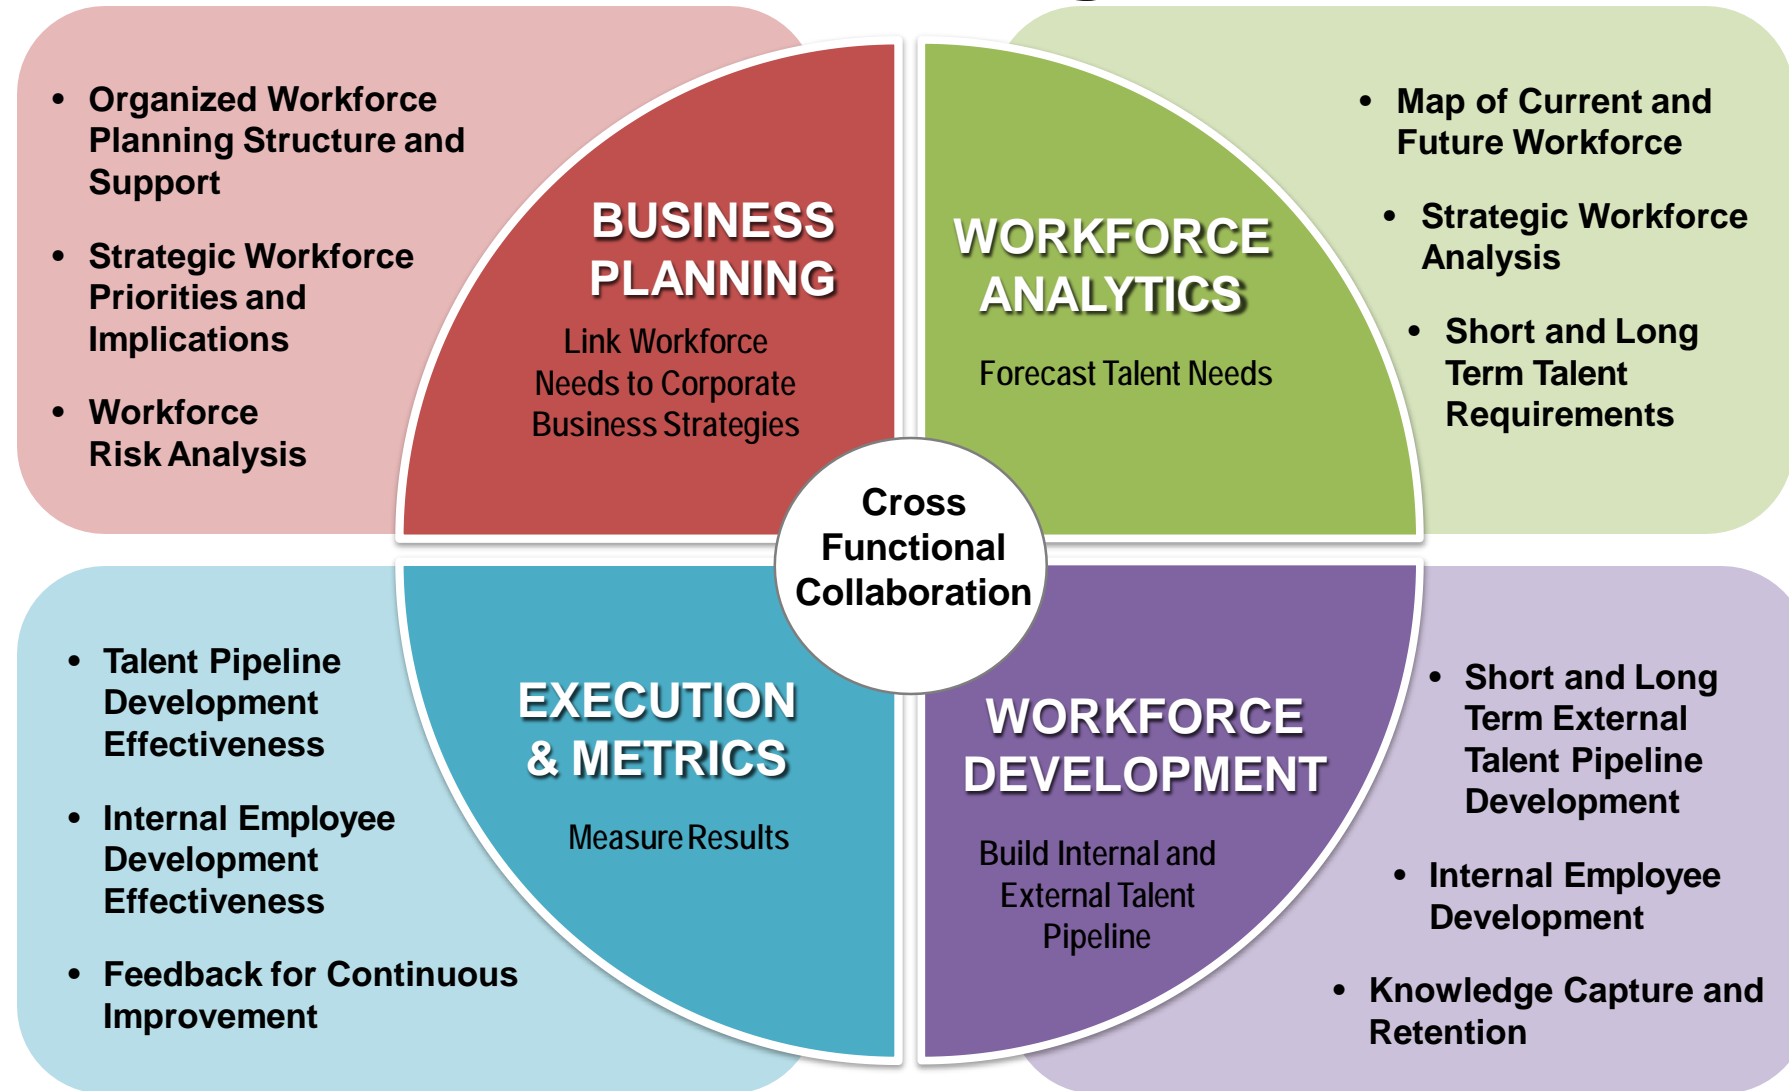 • Organized Workforce
Planning Structure and
Support
• Strategic Workforce
Priorities and
Implications
• Workforce
Risk Analysis
BUSINESS
PLANNING
Link Workforce
Needs to Corporate
Business Strategies
WORKFORCE
ANALYTICS
Forecast Talent Needs
• Map of Current and
Future Workforce
• Strategic Workforce
Analysis
• Short and Long
Term Talent
Requirements
Cross
Functional
Collaboration
• Talent Pipeline
Development
Effectiveness
• Internal Employee
Development
Effectiveness
• Feedback for Continuous
Improvement
EXECUTION
& METRICS
Measure Results
WORKFORCE
DEVELOPMENT
Build Internal and
External Talent
Pipeline
• Short and Long
Term External
Talent Pipeline
Development
• Internal Employee
Development
• Knowledge Capture and
Retention